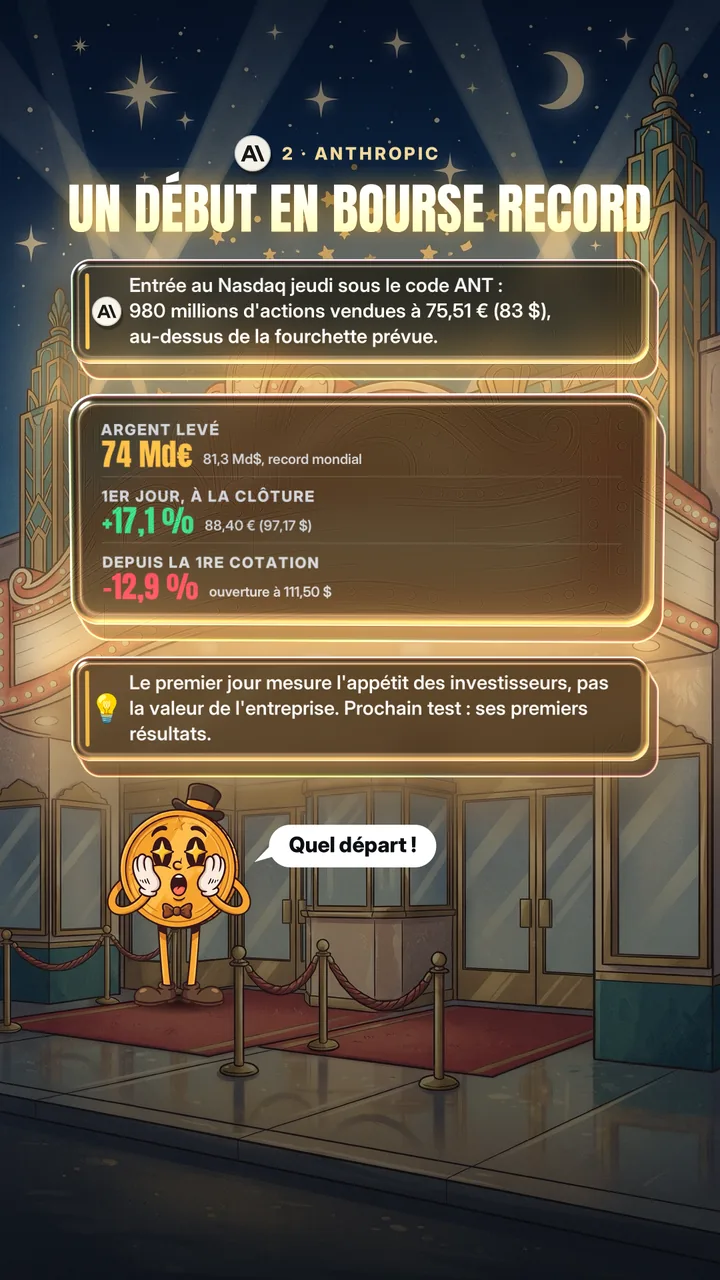 2 · ANTHROPIC
UN DÉBUT EN BOURSE RECORD
Entrée au Nasdaq jeudi sous le code ANT :
980 millions d'actions vendues à 75,51 € (83 $),
au-dessus de la fourchette prévue.
ARGENT LEVÉ
74 Md€ 81,3 Md$, record mondial
1ER JOUR, À LA CLÔTURE
+17,1 % 88,40 € (97,17 $)
DEPUIS LA 1RE COTATION
-12,9 % ouverture à 111,50 $
Le premier jour mesure l'appétit des investisseurs, pas
la valeur de l'entreprise. Prochain test : ses premiers
résultats.
Quel départ !